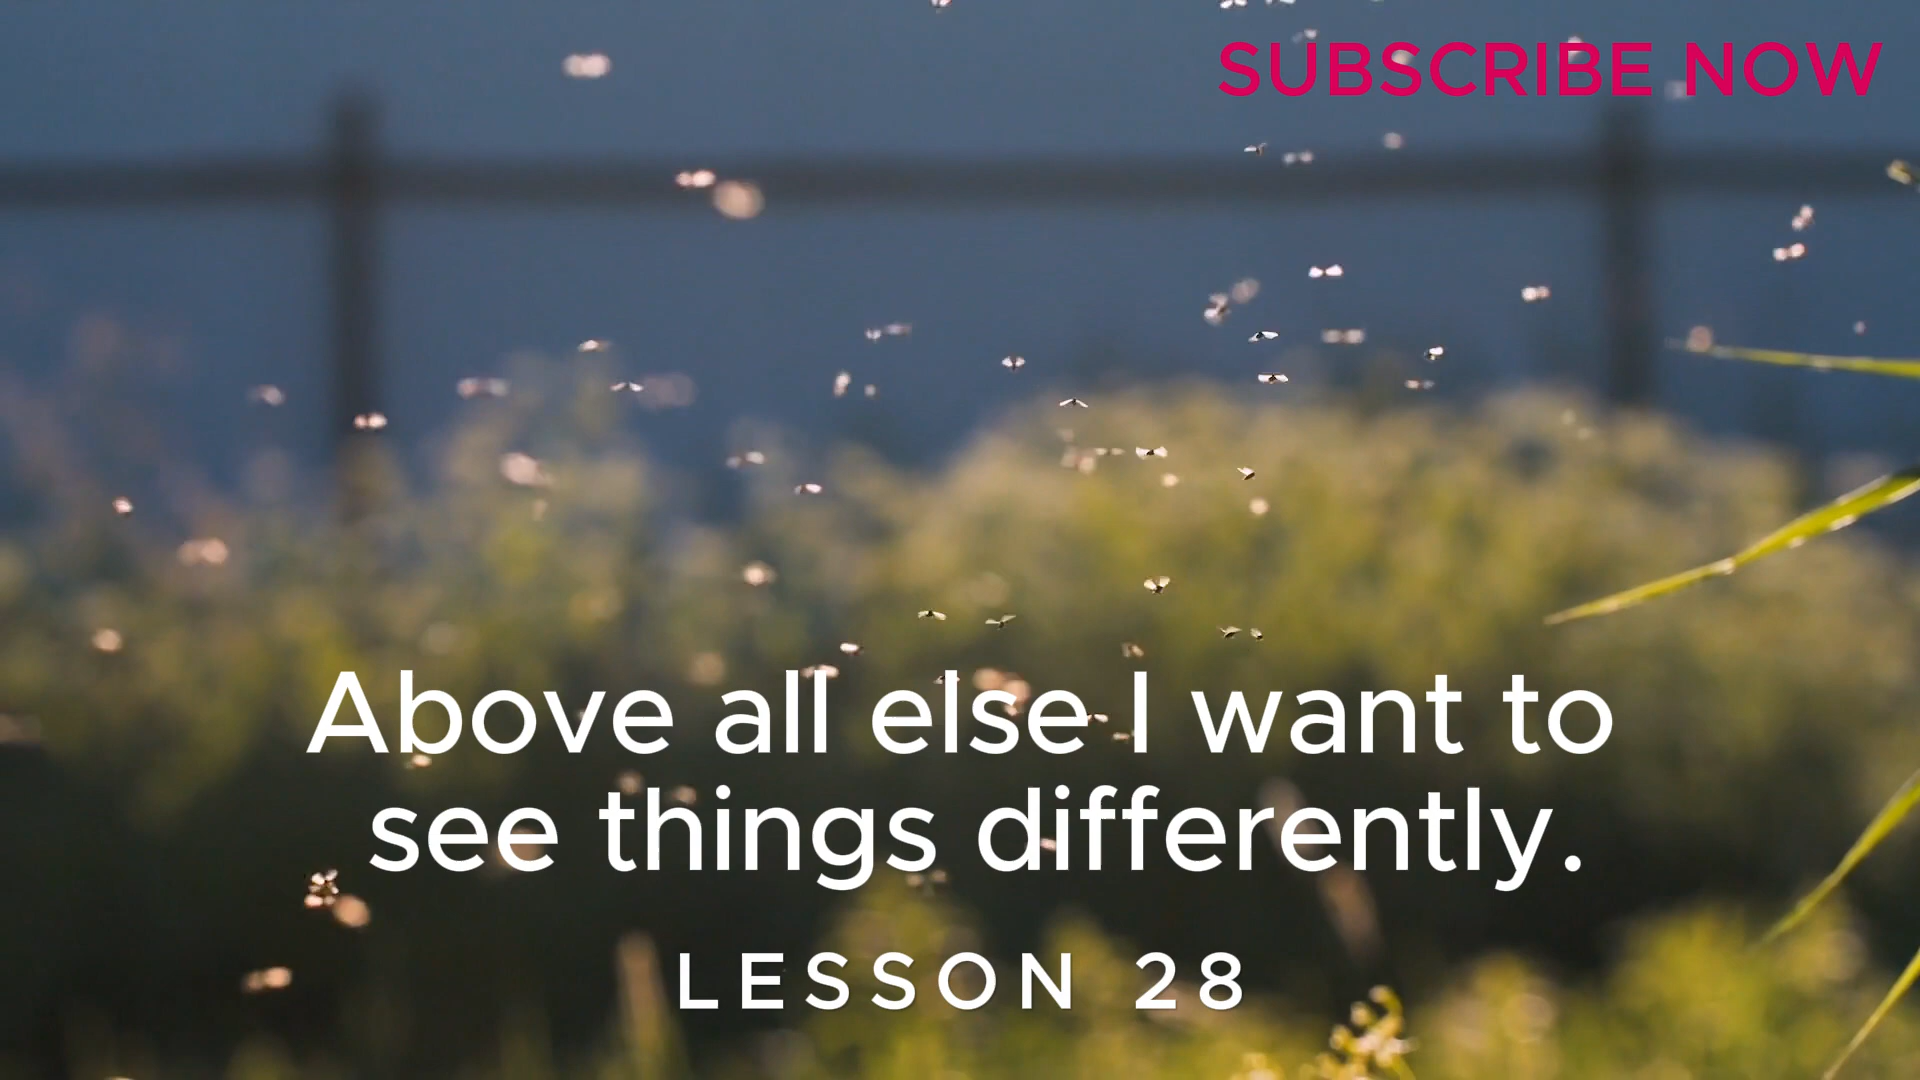 SUBSCRIBE NOW
Above all else I want to
see things differently.
LESSON 28